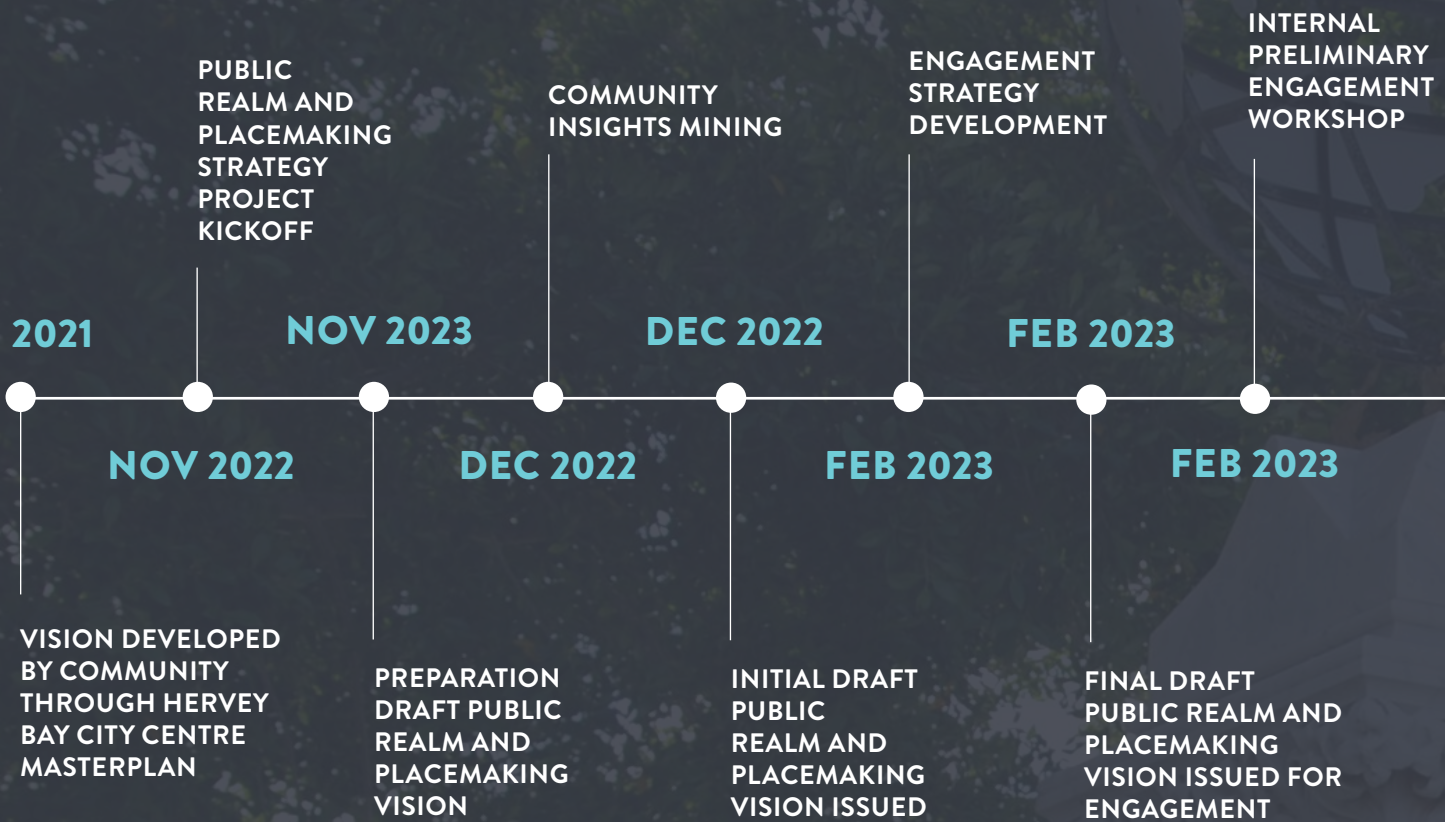 2021
VISION DEVELOPED
BY COMMUNITY
THROUGH HERVEY
BAY CITY CENTRE
MASTERPLAN
PUBLIC
REALM AND
PLACEMAKING
STRATEGY
PROJECT
KICKOFF
NOV 2022
NOV 2023
PREPARATION
DRAFT PUBLIC
REALM AND
PLACEMAKING
VISION
COMMUNITY
INSIGHTS MINING
DEC 2022
DEC 2022
INITIAL DRAFT
PUBLIC
REALM AND
PLACEMAKING
VISION ISSUED
ENGAGEMENT
STRATEGY
DEVELOPMENT
FEB 2023
FEB 2023
FINAL DRAFT
PUBLIC REALM AND
PLACEMAKING
VISION ISSUED FOR
ENGAGEMENT
INTERNAL
PRELIMINARY
ENGAGEMENT
WORKSHOP
FEB 2023